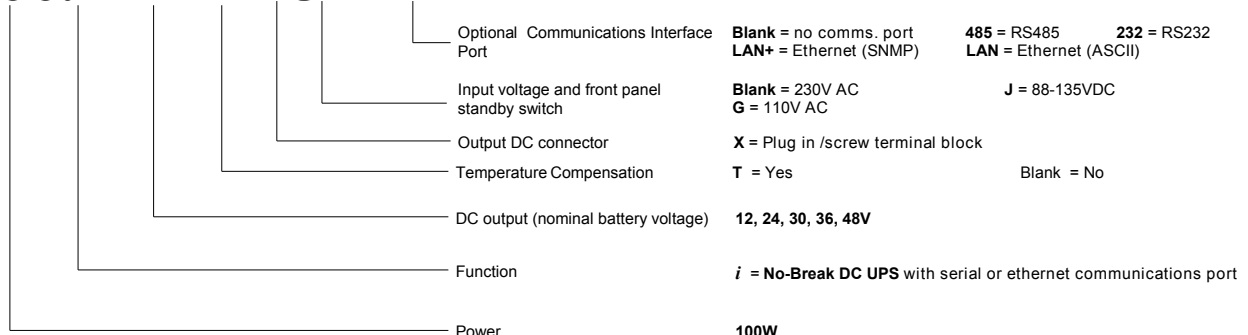 Optional Communications Interface Port
Blank = no comms. port 485 = RS485 232 = RS232
LAN+ = Ethernet (SNMP) LAN = Ethernet (ASCII)
Input voltage and front panel standby switch
Blank = 230V AC J = 88-135VDC
G = 110V AC
Output DC connector X = Plug in /screw terminal block
Temperature Compensation T = Yes Blank = No
DC output (nominal battery voltage) 12, 24, 30, 36, 48V
Function i = No-Break DC UPS with serial or ethernet communications port
Power 100W